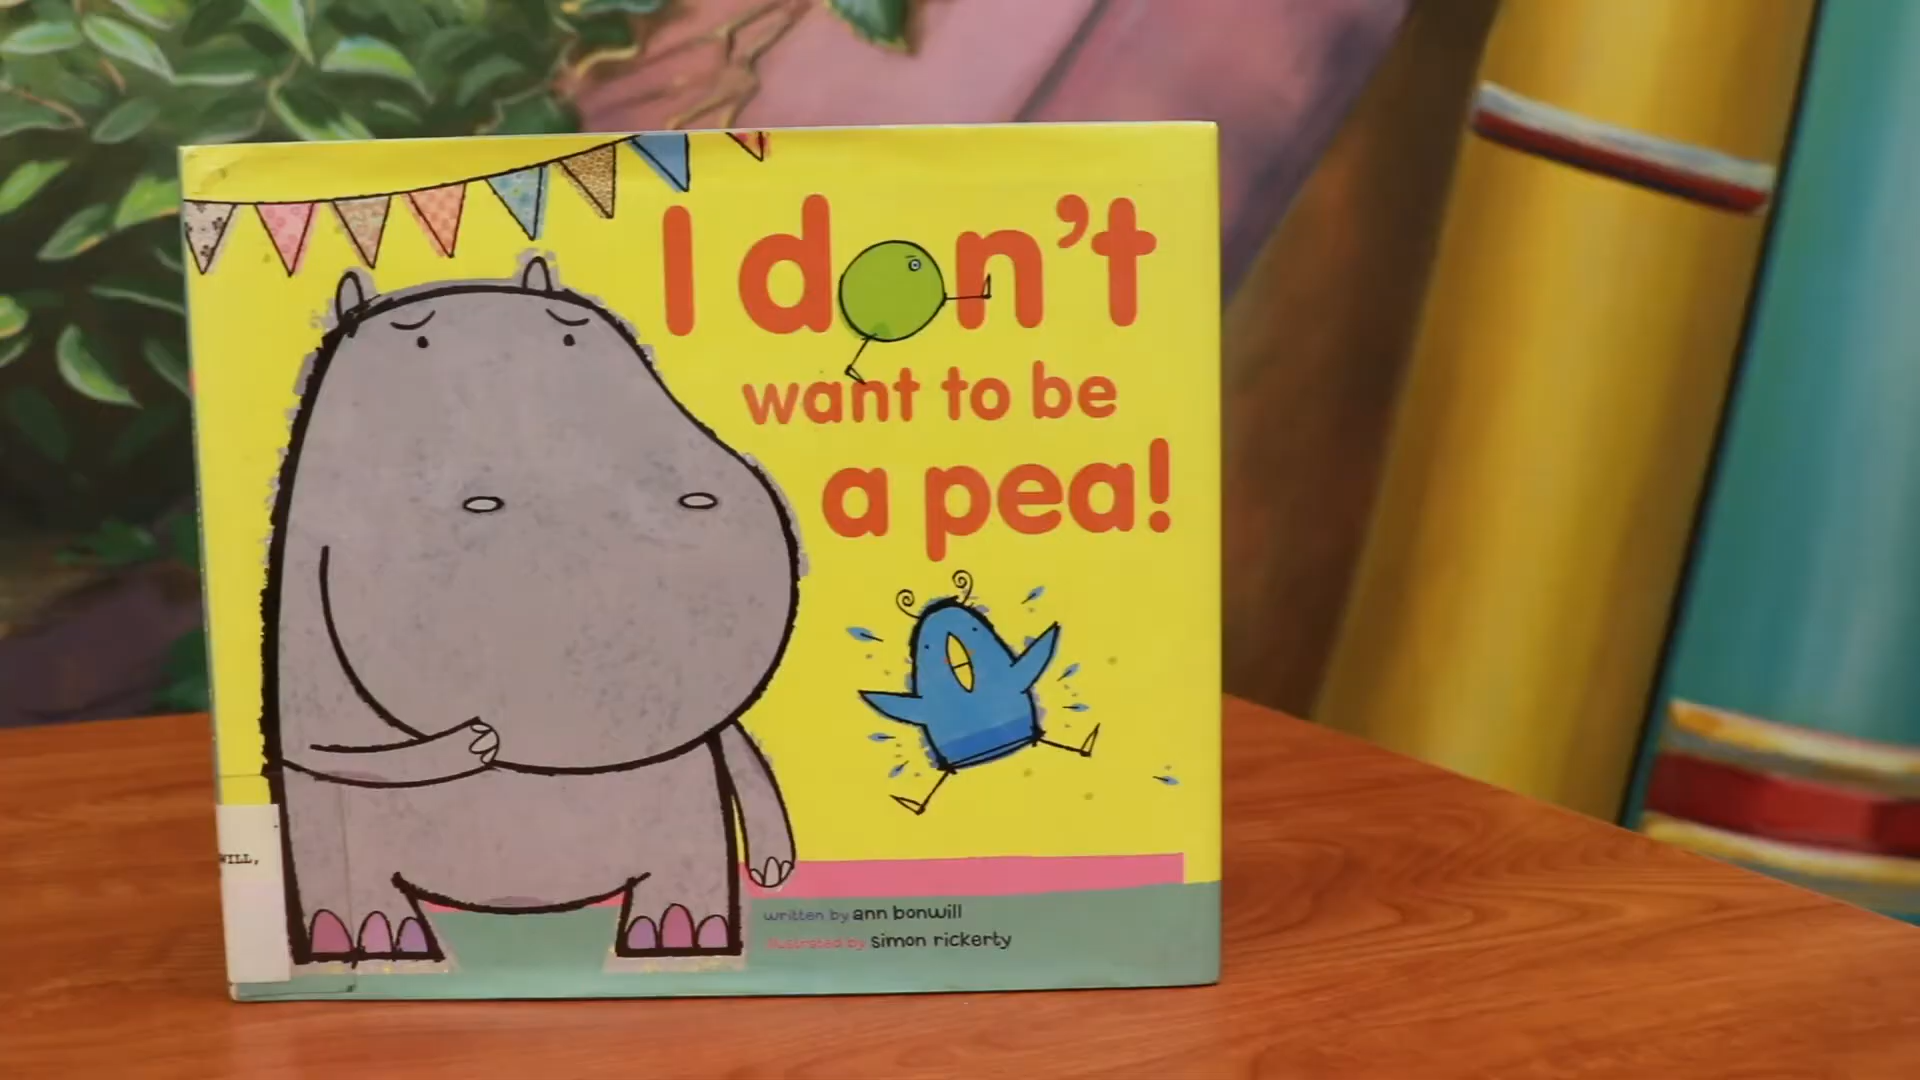 I don't
want to be
a pea!
written by ann bonwill
illustrated by simon rickerty
WILL,